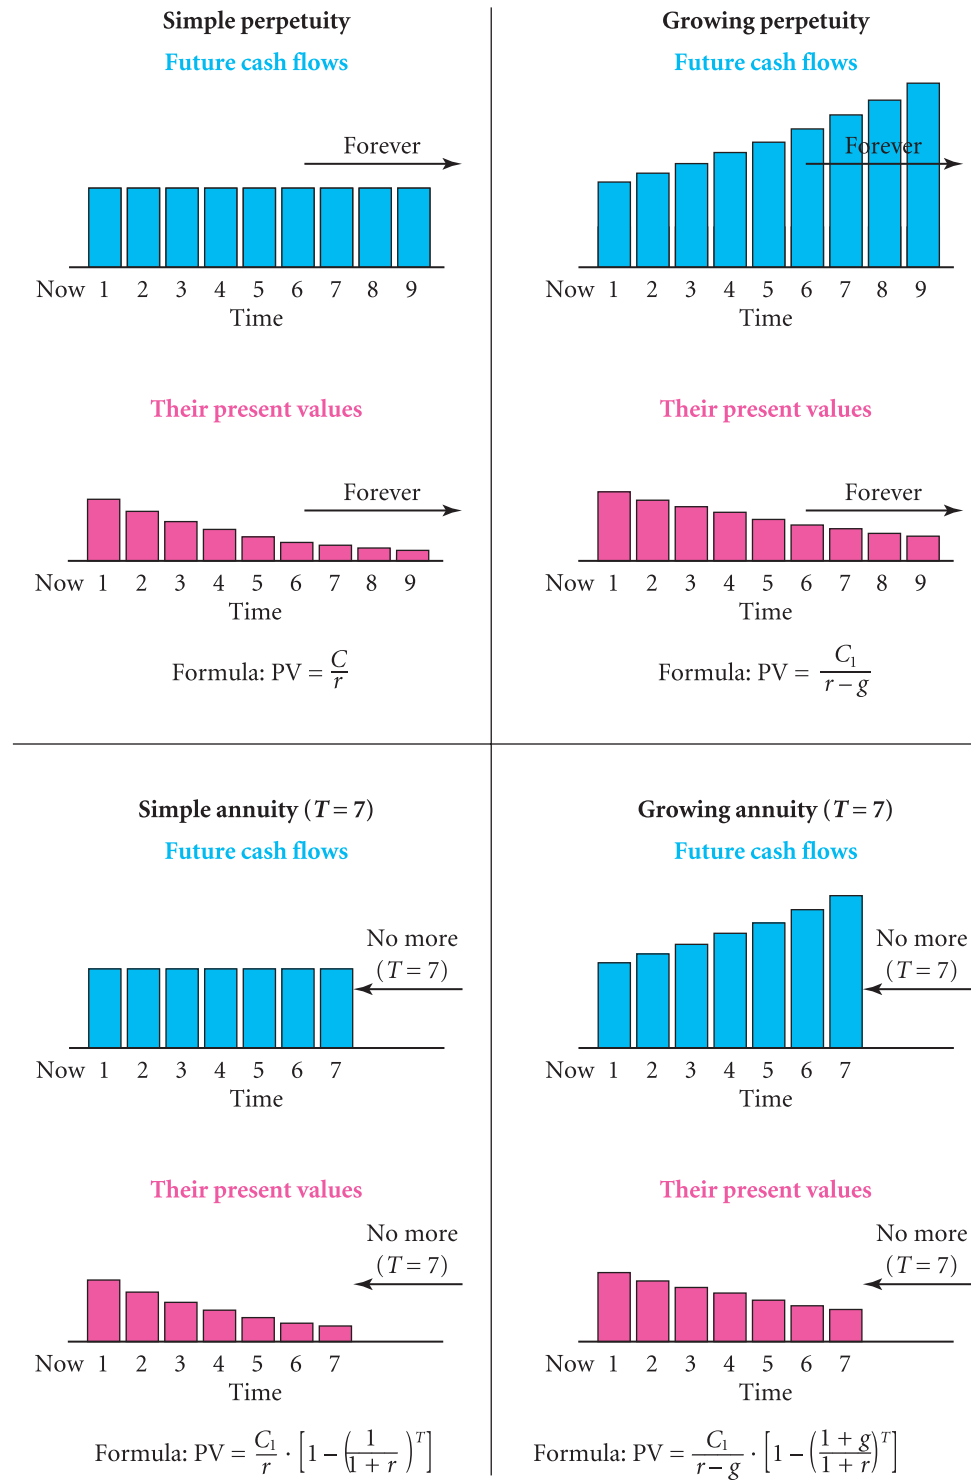 Simple perpetuity
Future cash flows
Forever
Now 1 2 3 4 5 6 7 8 9
Time
Their present values
Forever
Now 1 2 3 4 5 6 7 8 9
Time
Formula: PV = C/r
Growing perpetuity
Future cash flows
Forever
Now 1 2 3 4 5 6 7 8 9
Time
Their present values
Forever
Now 1 2 3 4 5 6 7 8 9
Time
Formula: PV = C₁/(r – g)
Simple annuity (T = 7)
Future cash flows
No more
(T = 7)
Now 1 2 3 4 5 6 7
Time
Their present values
No more
(T = 7)
Now 1 2 3 4 5 6 7
Time
Formula: PV = C₁/r · [1 – (1/(1 + r))^T]
Growing annuity (T = 7)
Future cash flows
No more
(T = 7)
Now 1 2 3 4 5 6 7
Time
Their present values
No more
(T = 7)
Now 1 2 3 4 5 6 7
Time
Formula: PV = C₁/(r – g) · [1 – ((1 + g)/(1 + r))^T]